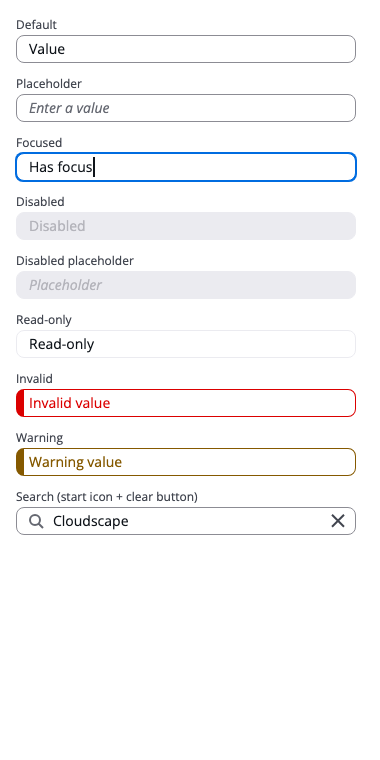 Default
Value
Placeholder
Enter a value
Focused
Has focus
Disabled
Disabled
Disabled placeholder
Placeholder
Read-only
Read-only
Invalid
Invalid value
Warning
Warning value
Search (start icon + clear button)
Cloudscape